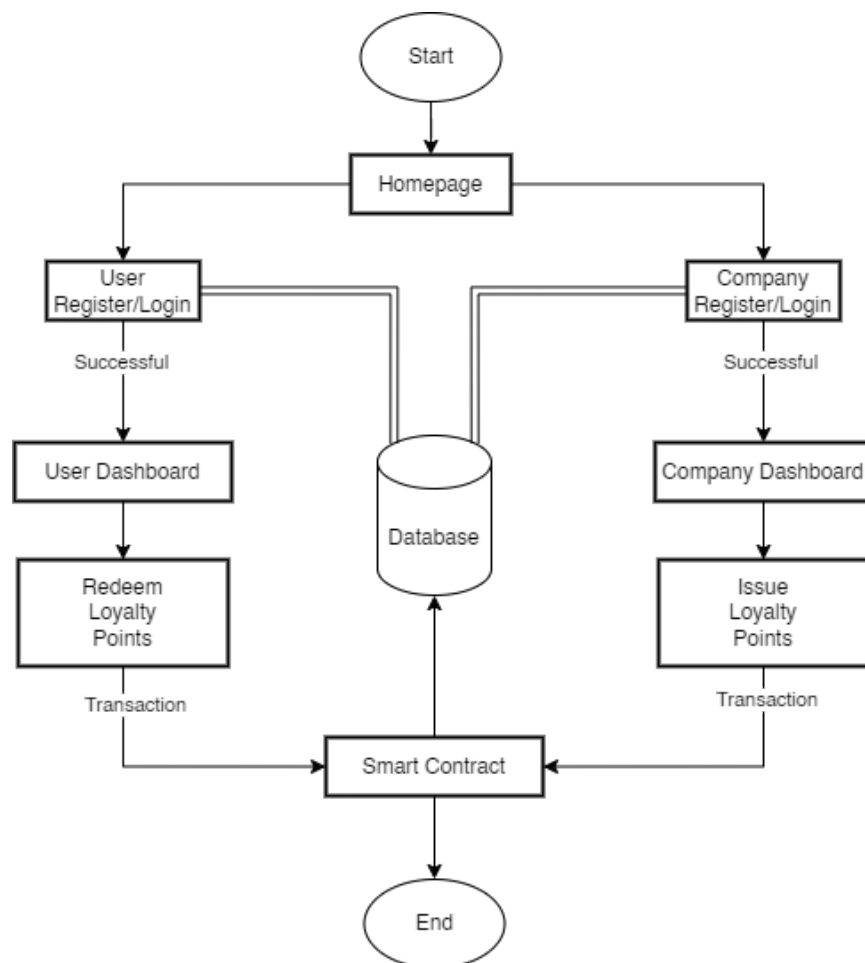 Start
Homepage
User
Register/Login
Company
Register/Login
Successful
Successful
User Dashboard
Company Dashboard
Database
Redeem
Loyalty
Points
Issue
Loyalty
Points
Transaction
Transaction
Smart Contract
End